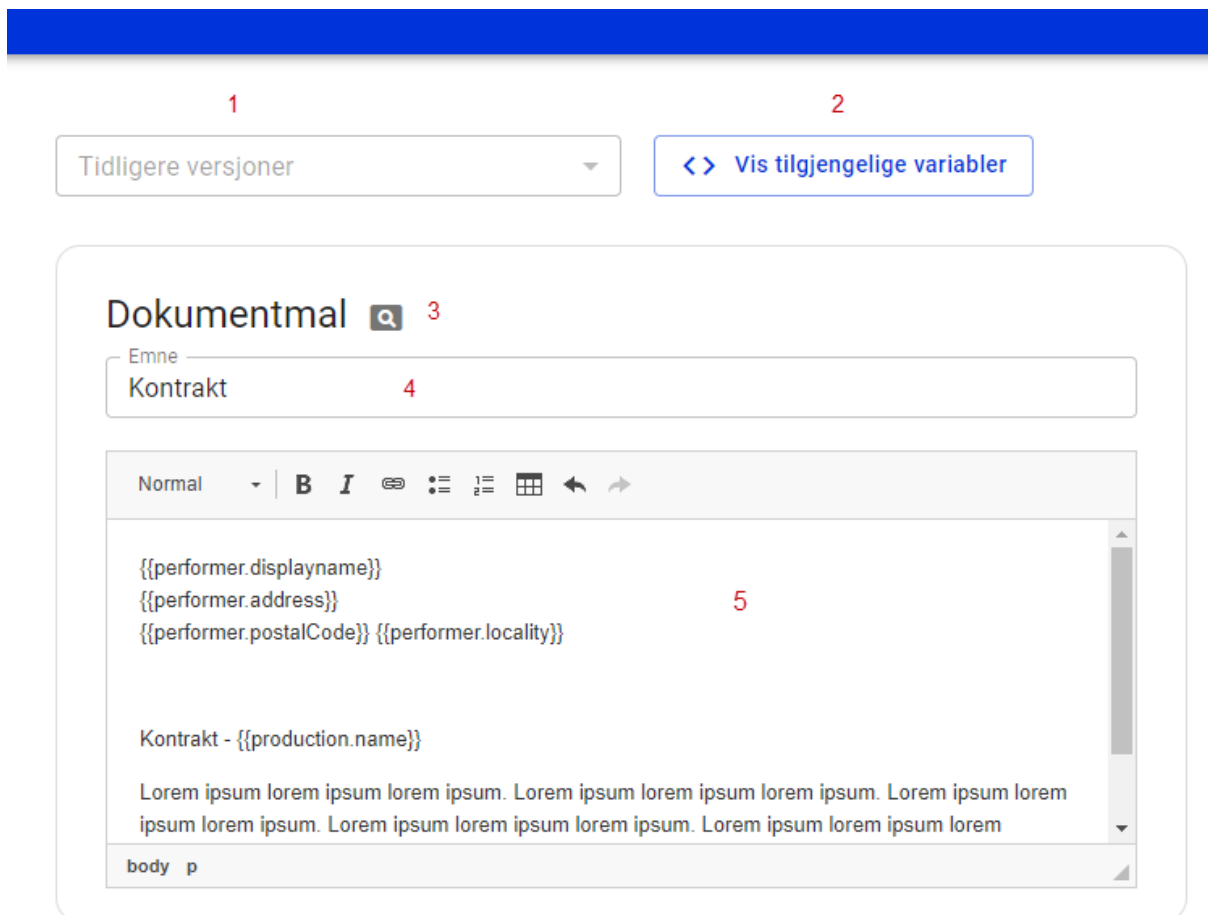 1 2
Tidligere versjoner <> Vis tilgjengelige variabler
Dokumentmal 3
Emne
Kontrakt 4
Normal B I
{{performer.displayname}}
{{performer.address}} 5
{{performer.postalCode}} {{performer.locality}}
Kontrakt - {{production.name}}
Lorem ipsum lorem ipsum lorem ipsum. Lorem ipsum lorem ipsum lorem ipsum. Lorem ipsum lorem
ipsum lorem ipsum. Lorem ipsum lorem ipsum lorem ipsum. Lorem ipsum lorem ipsum lorem
body p